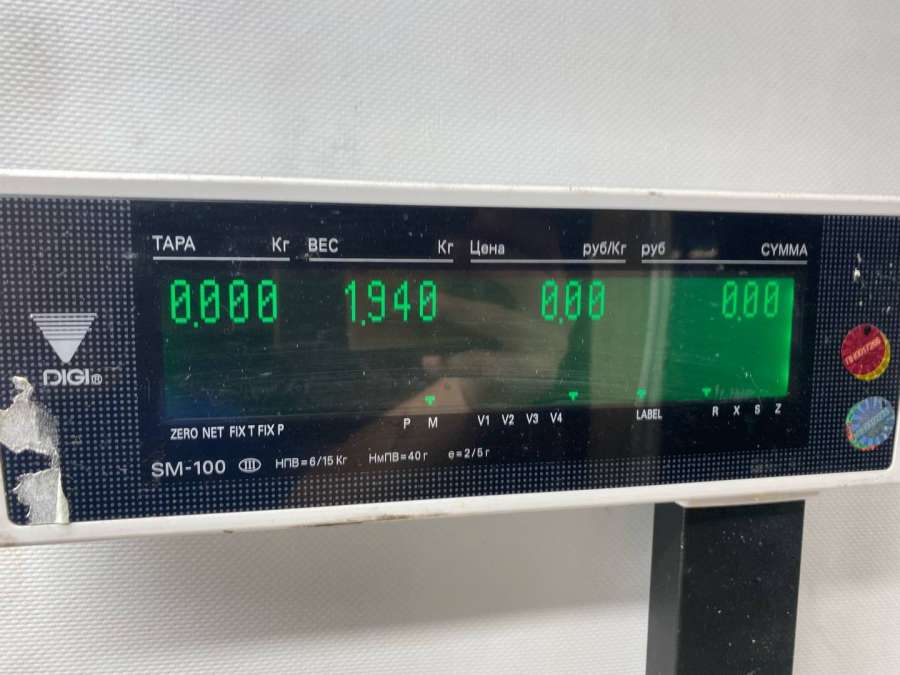 ТАРА Кг ВЕС Кг Цена руб/Кг руб СУММА
0.000 1.940 0.00 0.00
DIGI®
P M V1 V2 V3 V4 LABEL R X S Z
ZERO NET FIX T FIX P
SM-100 III НПВ=6/15 Кг НмПВ=40 г e=2/5 г